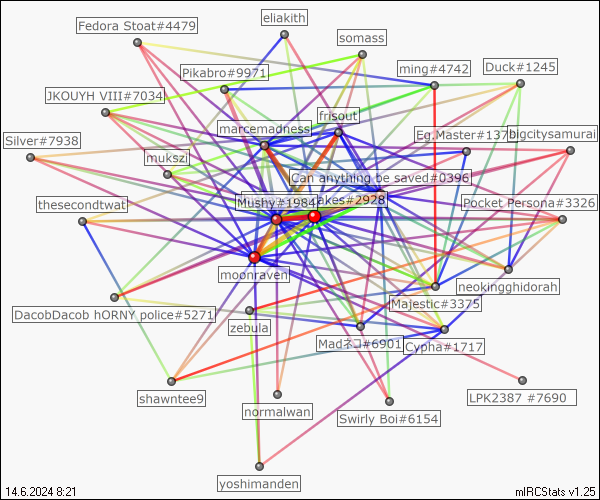 eliakith
Fedora Stoat#4479
somass
Pikabro#9971
ming#4742
Duck#1245
JKOUYH VIII#7034
frisout
marcemadness
Eg.Master#137
bigcitysamurai
Silver#7938
mukszi
Can anything be saved#0396
Mushy#1984
akes#2928
Pocket Persona#3326
thesecondtwat
moonraven
neokingghidorah
Majestic#3375
DacobDacob hORNY police#5271
zebula
Madネコ#6901
Cypha#1717
shawntee9
LPK2387 #7690
normalwan
Swirly Boi#6154
yoshimanden
14.6.2024 8:21
mIRCStats v1.25